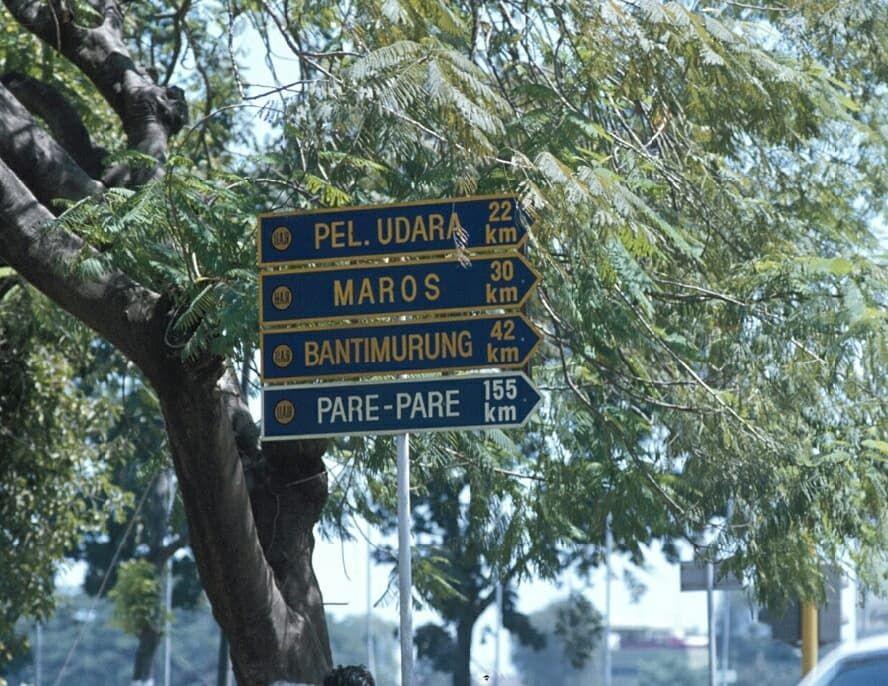 PEL. UDARA 22 km
MAROS 30 km
BANTIMURUNG 42 km
PARE-PARE 155 km